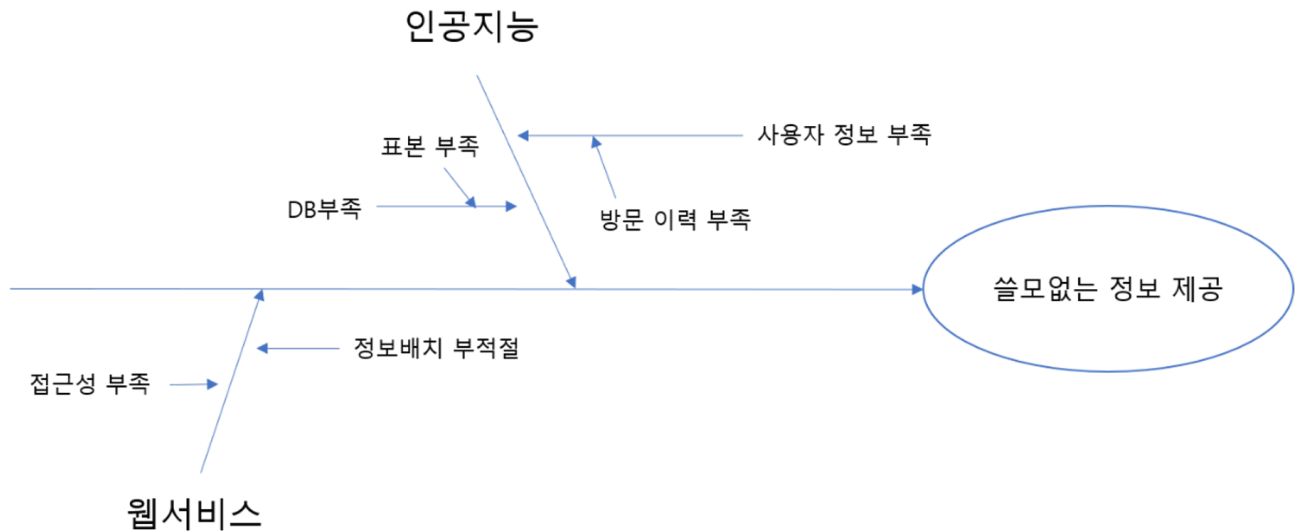 인공지능
사용자 정보 부족
표본 부족
DB부족
방문 이력 부족
쓸모없는 정보 제공
정보배치 부적절
접근성 부족
웹서비스